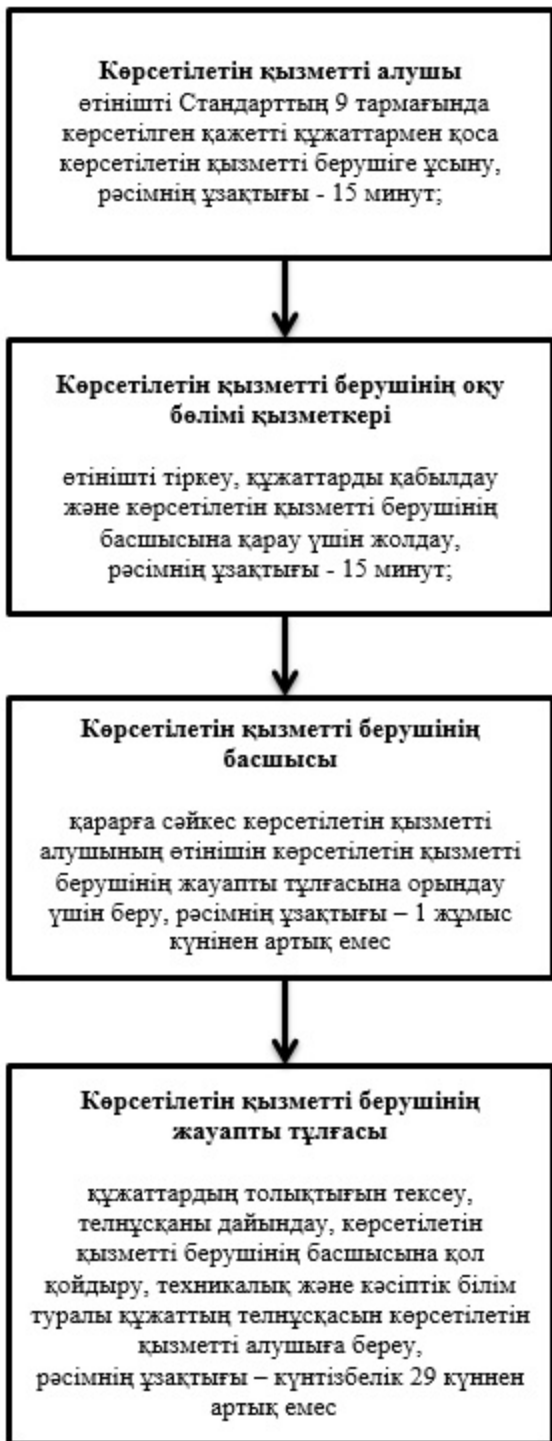 Көрсетілетін қызметті алушы
өтінішті Стандарттың 9 тармағында
көрсетілген қажетті құжаттармен қоса
көрсетілетін қызметті берушіге ұсыну,
рәсімнің ұзақтығы - 15 минут;
Көрсетілетін қызметті берушінің оқу
бөлімі қызметкері
өтінішті тіркеу, құжаттарды қабылдау
және көрсетілетін қызметті берушінің
басшысына қарау үшін жолдау,
рәсімнің ұзақтығы - 15 минут;
Көрсетілетін қызметті берушінің
басшысы
қарарға сәйкес көрсетілетін қызметті
алушының өтінішін көрсетілетін қызметті
берушінің жауапты тұлғасына орындау
үшін беру, рәсімнің ұзақтығы – 1 жұмыс
күнінен артық емес
Көрсетілетін қызметті берушінің
жауапты тұлғасы
құжаттардың толықтығын тексеу,
телнұсқаны дайындау, көрсетілетін
қызметті берушінің басшысына қол
қойдыру, техникалық және кәсіптік білім
туралы құжаттың телнұсқасын көрсетілетін
қызметті алушыға береу,
рәсімнің ұзақтығы – күнтізбелік 29 күннен
артық емес